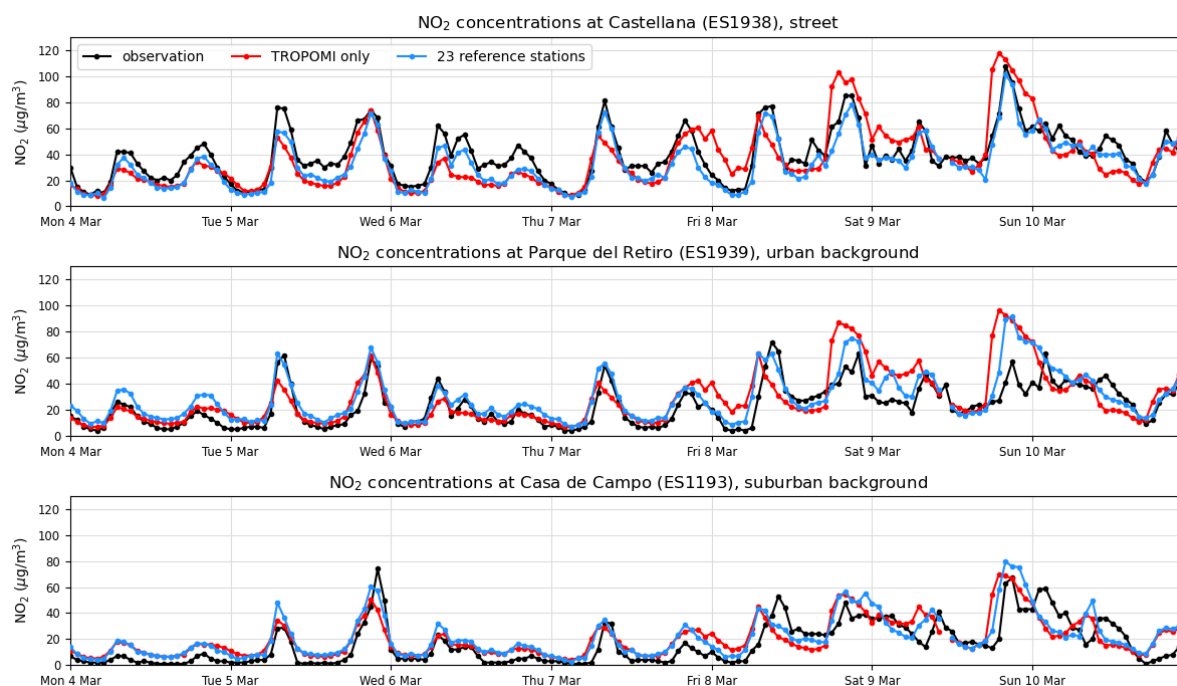 NO₂ concentrations at Castellana (ES1938), street
NO₂ (μg/m³)
120
100
80
60
40
20
0
observation
TROPOMI only
23 reference stations
Mon 4 Mar
Tue 5 Mar
Wed 6 Mar
Thu 7 Mar
Fri 8 Mar
Sat 9 Mar
Sun 10 Mar
NO₂ concentrations at Parque del Retiro (ES1939), urban background
NO₂ (μg/m³)
120
100
80
60
40
20
0
Mon 4 Mar
Tue 5 Mar
Wed 6 Mar
Thu 7 Mar
Fri 8 Mar
Sat 9 Mar
Sun 10 Mar
NO₂ concentrations at Casa de Campo (ES1193), suburban background
NO₂ (μg/m³)
120
100
80
60
40
20
0
Mon 4 Mar
Tue 5 Mar
Wed 6 Mar
Thu 7 Mar
Fri 8 Mar
Sat 9 Mar
Sun 10 Mar